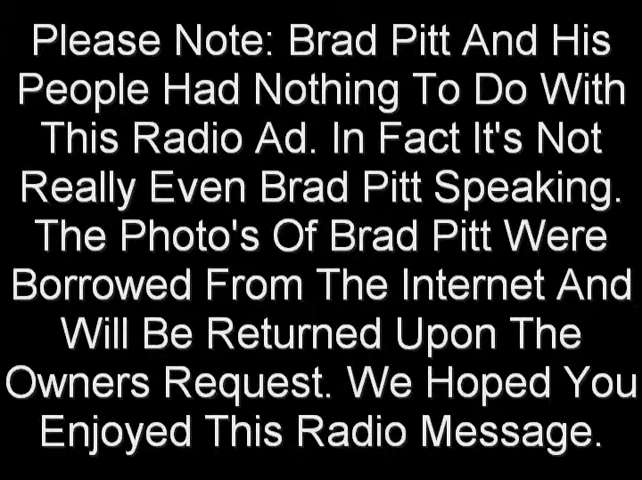 Please Note: Brad Pitt And His
People Had Nothing To Do With
This Radio Ad. In Fact It's Not
Really Even Brad Pitt Speaking.
The Photo's Of Brad Pitt Were
Borrowed From The Internet And
Will Be Returned Upon The
Owners Request. We Hoped You
Enjoyed This Radio Message.